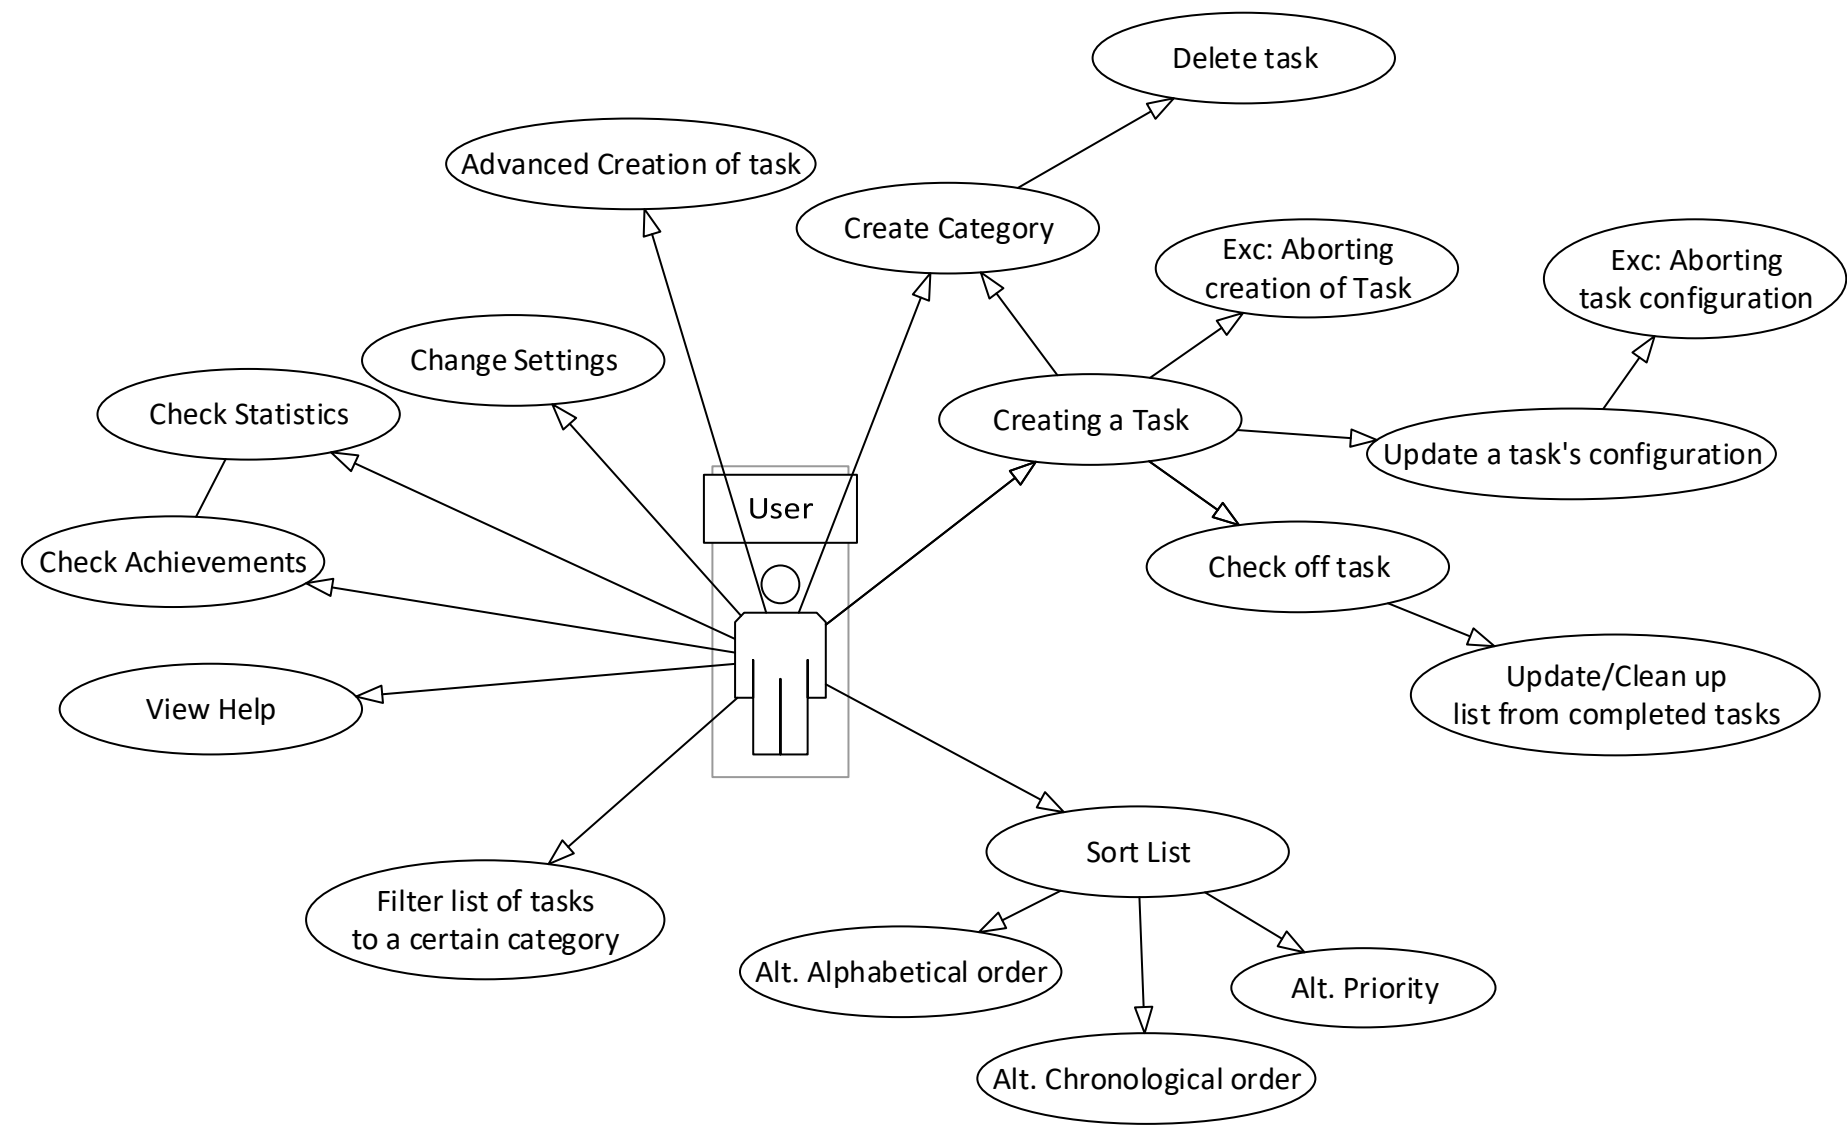 Delete task
Advanced Creation of task
Create Category
Exc: Aborting
creation of Task
Exc: Aborting
task configuration
Change Settings
Check Statistics
Creating a Task
Update a task's configuration
User
Check Achievements
Check off task
View Help
Update/Clean up
list from completed tasks
Sort List
Filter list of tasks
to a certain category
Alt. Alphabetical order
Alt. Priority
Alt. Chronological order